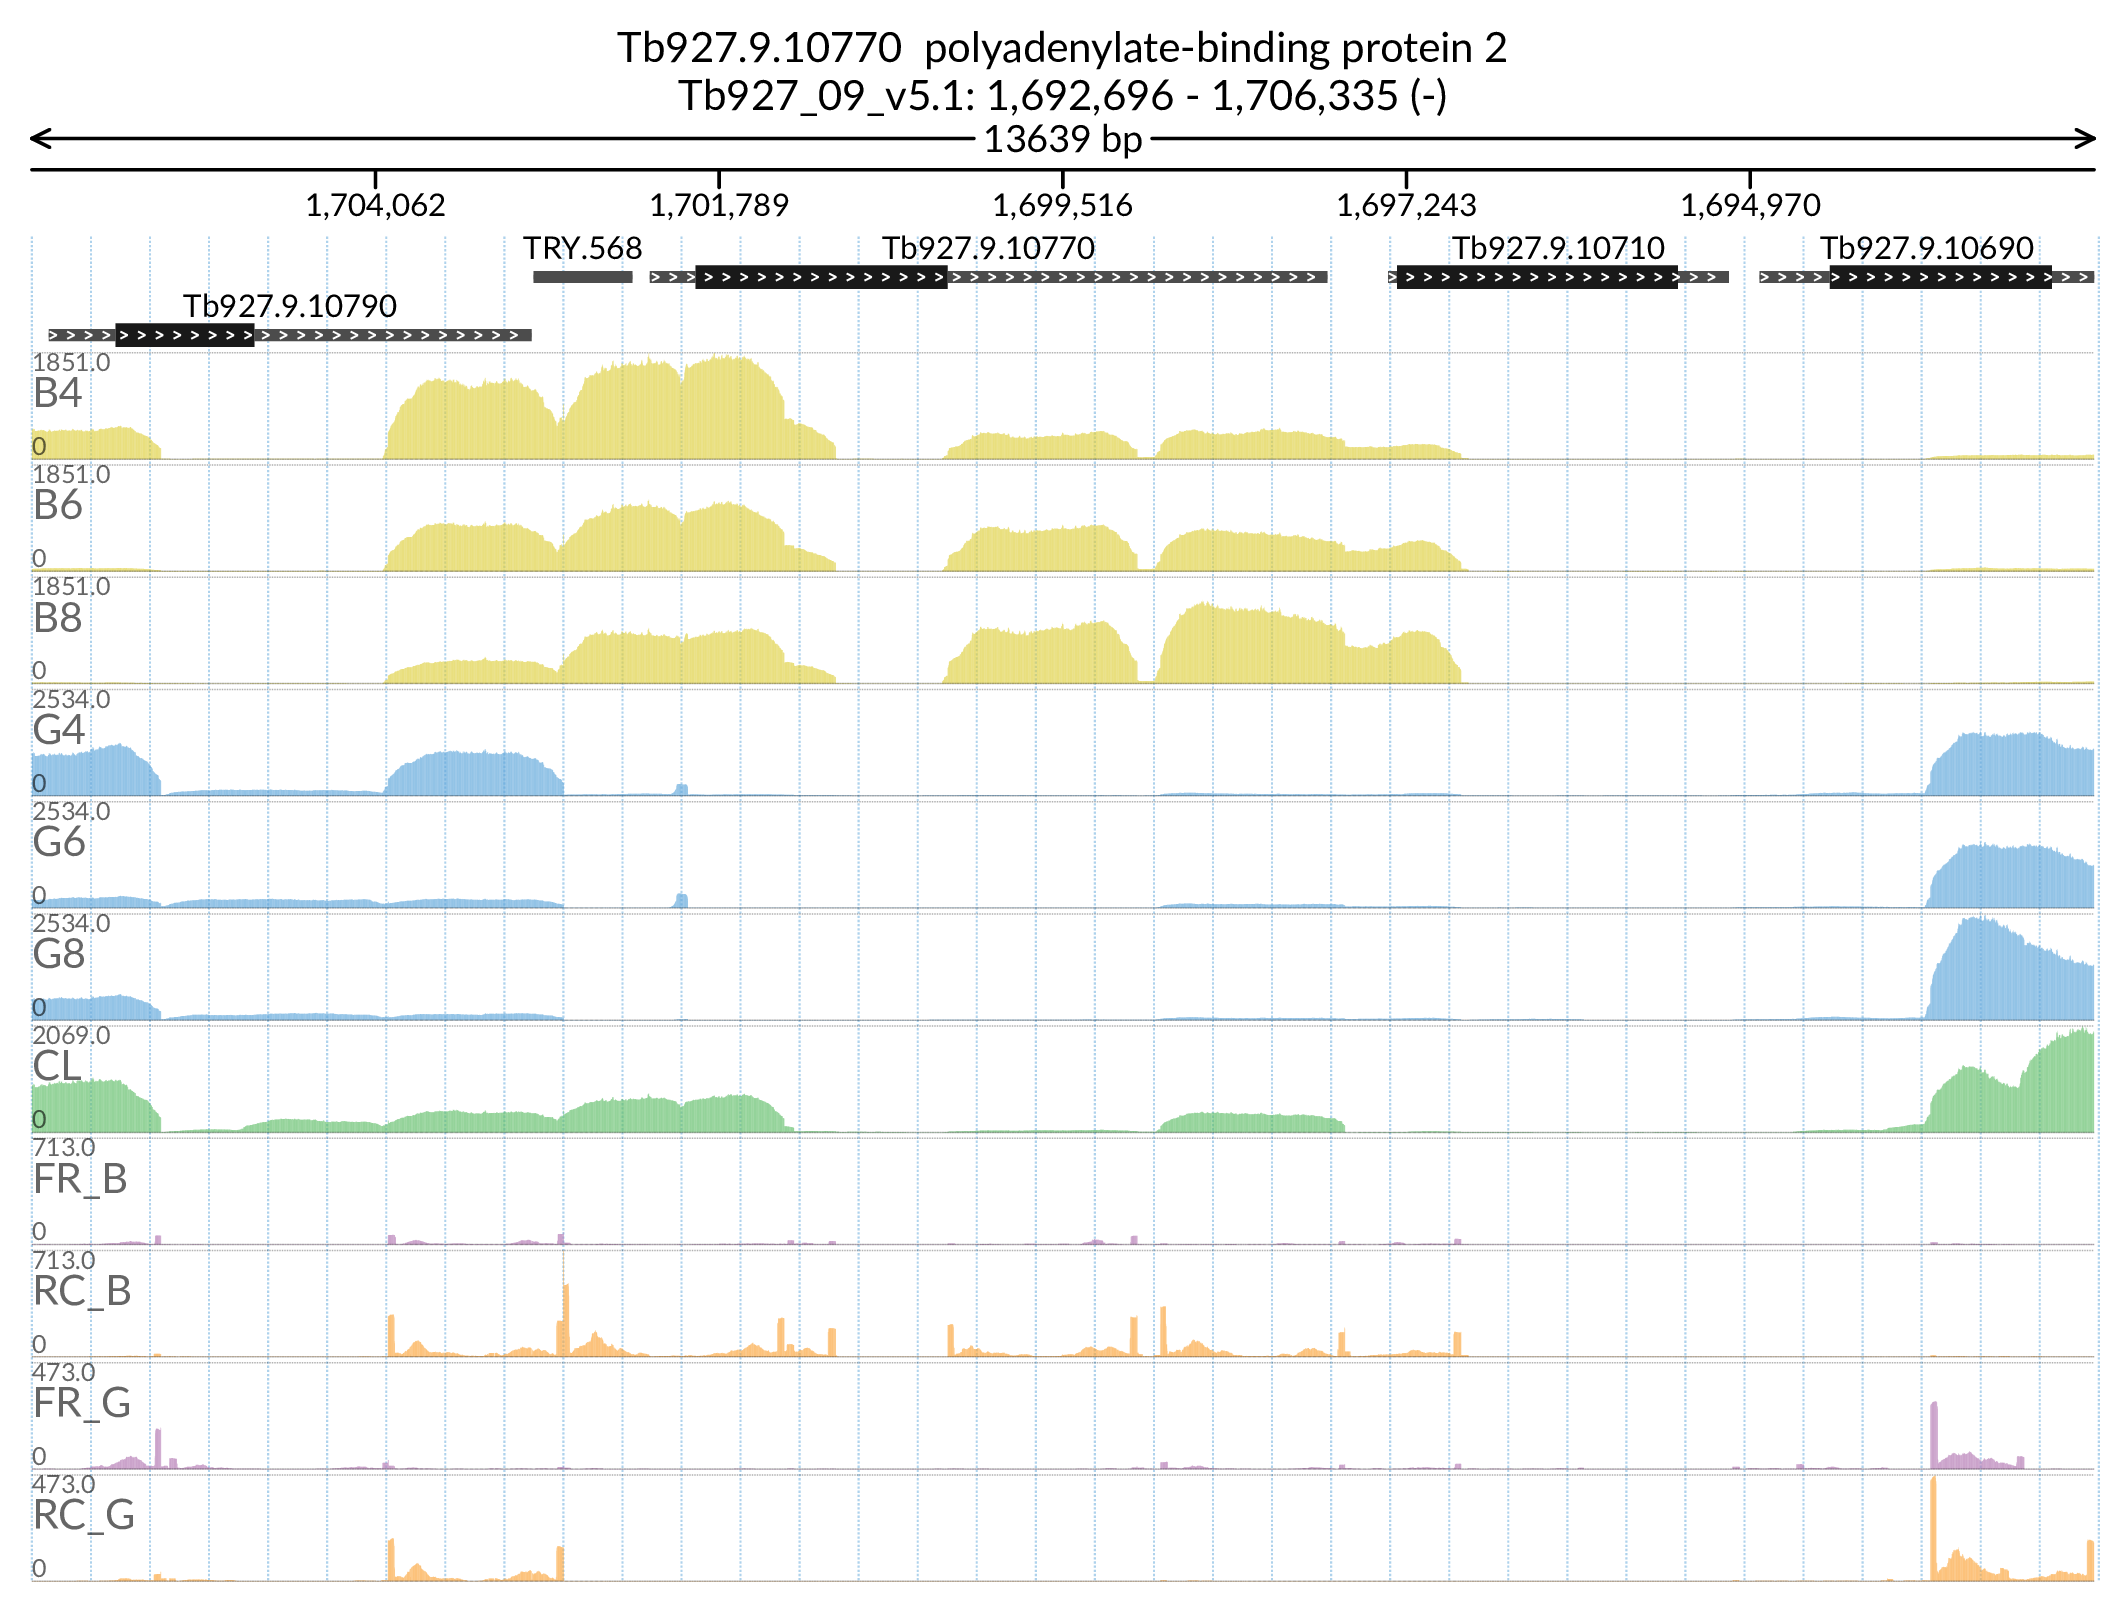 Tb927.9.10770  polyadenylate-binding protein 2
Tb927_09_v5.1: 1,692,696 - 1,706,335 (-)
13639 bp
1,704,062 1,701,789 1,699,516 1,697,243 1,694,970
TRY.568 Tb927.9.10770 Tb927.9.10710 Tb927.9.10690
Tb927.9.10790
1851.0
B4
0
1851.0
B6
0
1851.0
B8
0
2534.0
G4
0
2534.0
G6
0
2534.0
G8
0
2069.0
CL
0
713.0
FR_B
0
713.0
RC_B
0
473.0
FR_G
0
473.0
RC_G
0